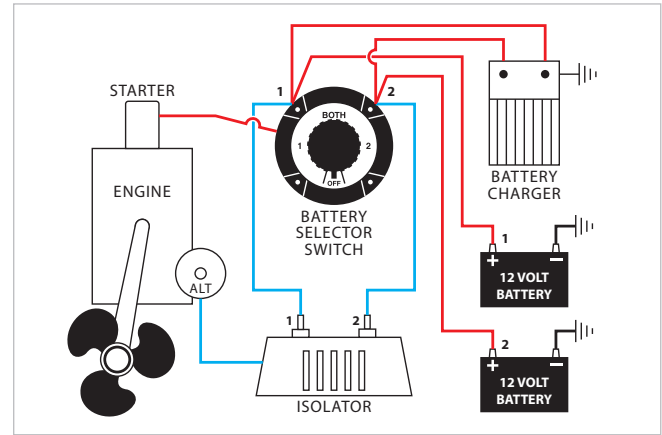 STARTER
1
2
BOTH
1
2
OFF
ENGINE
ALT
BATTERY
SELECTOR
SWITCH
BATTERY
CHARGER
1
+
−
12 VOLT
BATTERY
2
+
−
12 VOLT
BATTERY
1
2
ISOLATOR